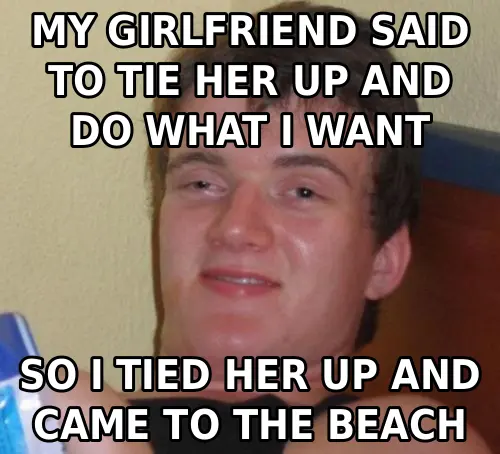 MY GIRLFRIEND SAID
TO TIE HER UP AND
DO WHAT I WANT
SO I TIED HER UP AND
CAME TO THE BEACH